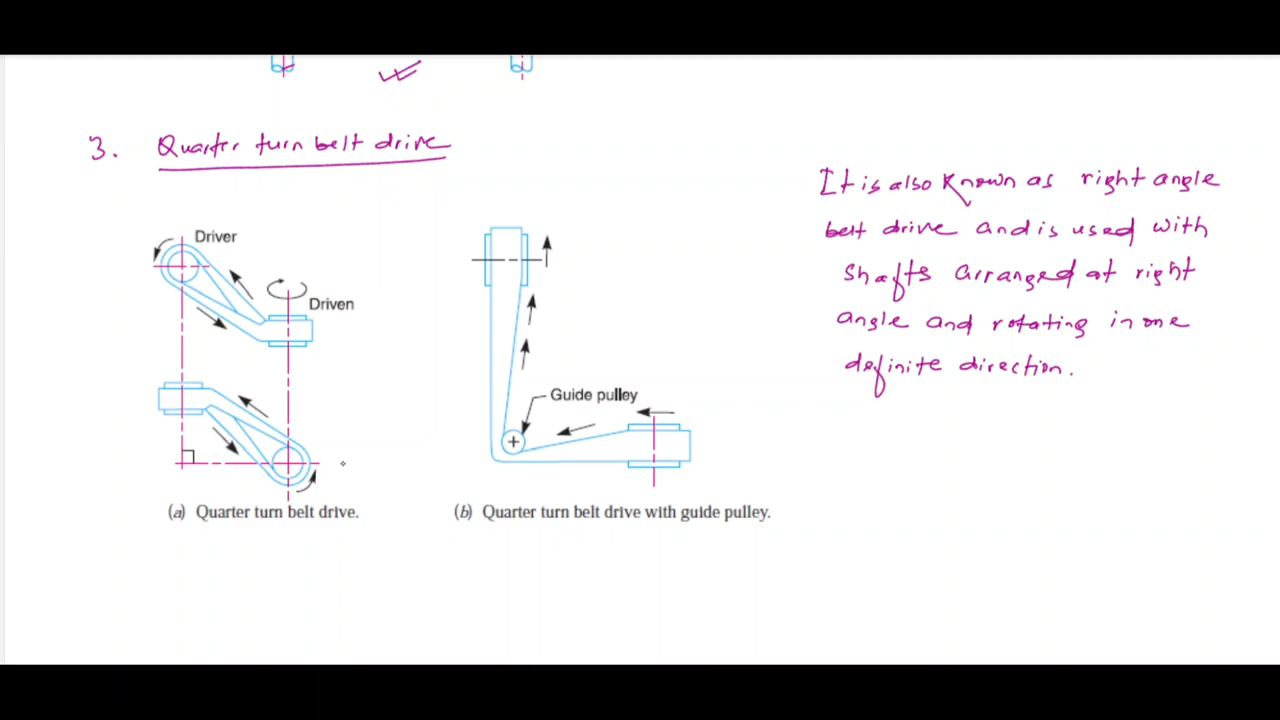 3. Quarter turn belt drive
It is also known as right angle
belt drive and is used with
shafts arranged at right
angle and rotating in one
definite direction.
Driver
Driven
Guide pulley
(a) Quarter turn belt drive.
(b) Quarter turn belt drive with guide pulley.